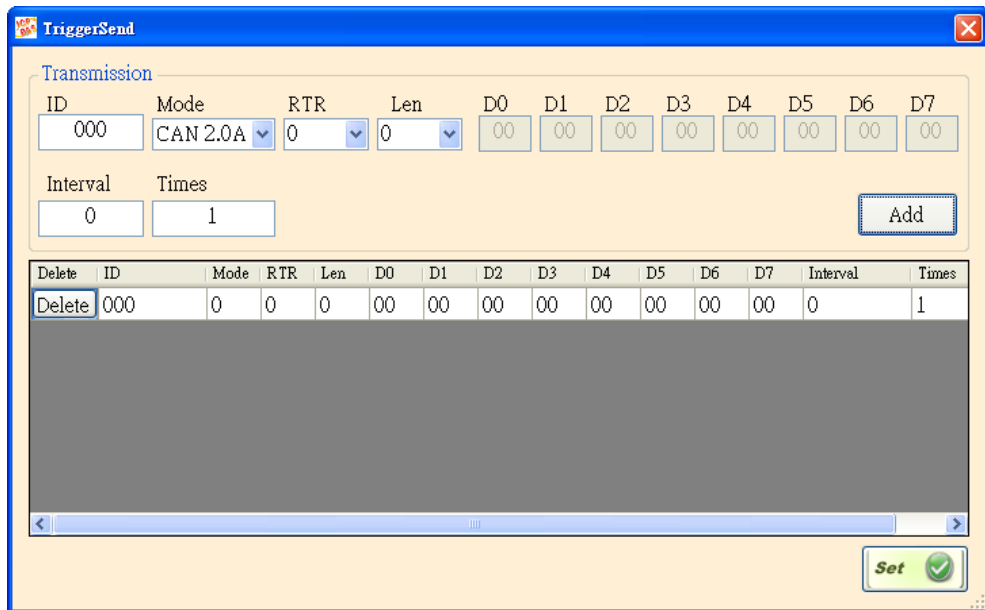 ICP DAS TriggerSend
Transmission
ID Mode RTR Len D0 D1 D2 D3 D4 D5 D6 D7
000 CAN 2.0A 0 0 00 00 00 00 00 00 00 00
Interval Times
0 1 Add
Delete ID Mode RTR Len D0 D1 D2 D3 D4 D5 D6 D7 Interval Times
Delete 000 0 0 0 00 00 00 00 00 00 00 00 0 1
Set